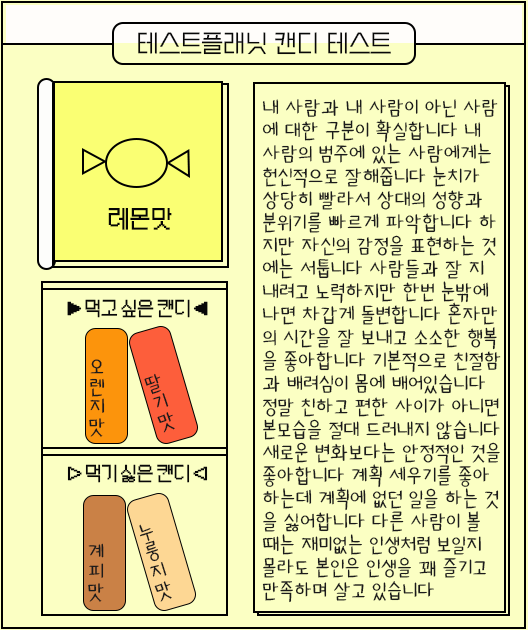 테스트플래닛 캔디 테스트
레몬맛
▶먹고 싶은 캔디◀
오렌지맛
딸기맛
▷먹기 싫은 캔디◁
계피맛
누룽지맛
내 사람과 내 사람이 아닌 사람
에 대한 구분이 확실합니다 내
사람의 범주에 있는 사람에게는
헌신적으로 잘해줍니다 눈치가
상당히 빨라서 상대의 성향과
분위기를 빠르게 파악합니다 하
지만 자신의 감정을 표현하는 것
에는 서툽니다 사람들과 잘 지
내려고 노력하지만 한번 눈밖에
나면 차갑게 돌변합니다 혼자만
의 시간을 잘 보내고 소소한 행복
을 좋아합니다 기본적으로 친절함
과 배려심이 몸에 배어있습니다
정말 친하고 편한 사이가 아니면
본모습을 절대 드러내지 않습니다
새로운 변화보다는 안정적인 것을
좋아합니다 계획 세우기를 좋아
하는데 계획에 없던 일을 하는 것
을 싫어합니다 다른 사람이 볼
때는 재미없는 인생처럼 보일지
몰라도 본인은 인생을 꽤 즐기고
만족하며 살고 있습니다